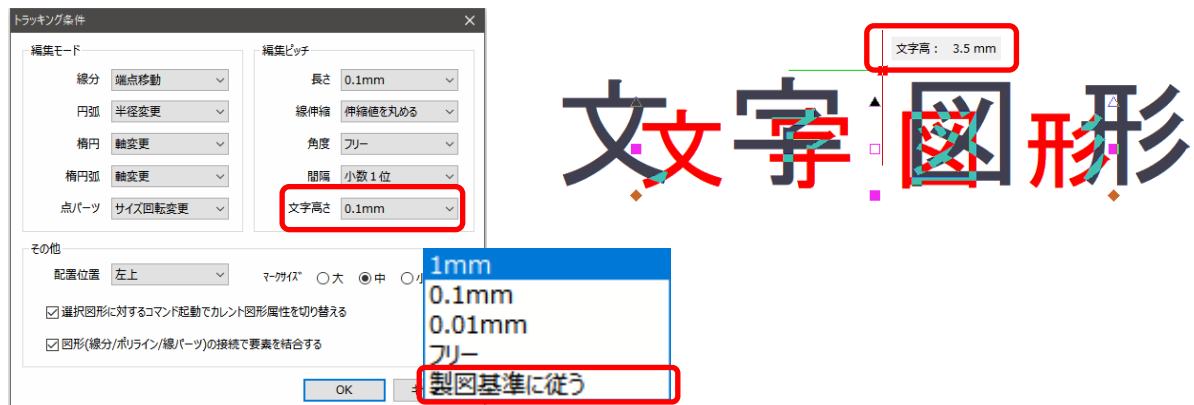 トラッキング条件
編集モード
線分 端点移動
円弧 半径変更
楕円 軸変更
楕円弧 軸変更
点パーツ サイズ回転変更
編集ピッチ
長さ 0.1mm
線伸縮 伸縮値を丸める
角度 フリー
間隔 小数1位
文字高さ 0.1mm
その他
配置位置 左上
マークサイズ 大 中 小
選択図形に対するコマンド起動でカレント図形属性を切り替える
図形(線分/ポリライン/線パーツ)の接続で要素を結合する
OK
1mm
0.1mm
0.01mm
フリー
製図基準に従う
文字高： 3.5 mm
文字図形
文字図形